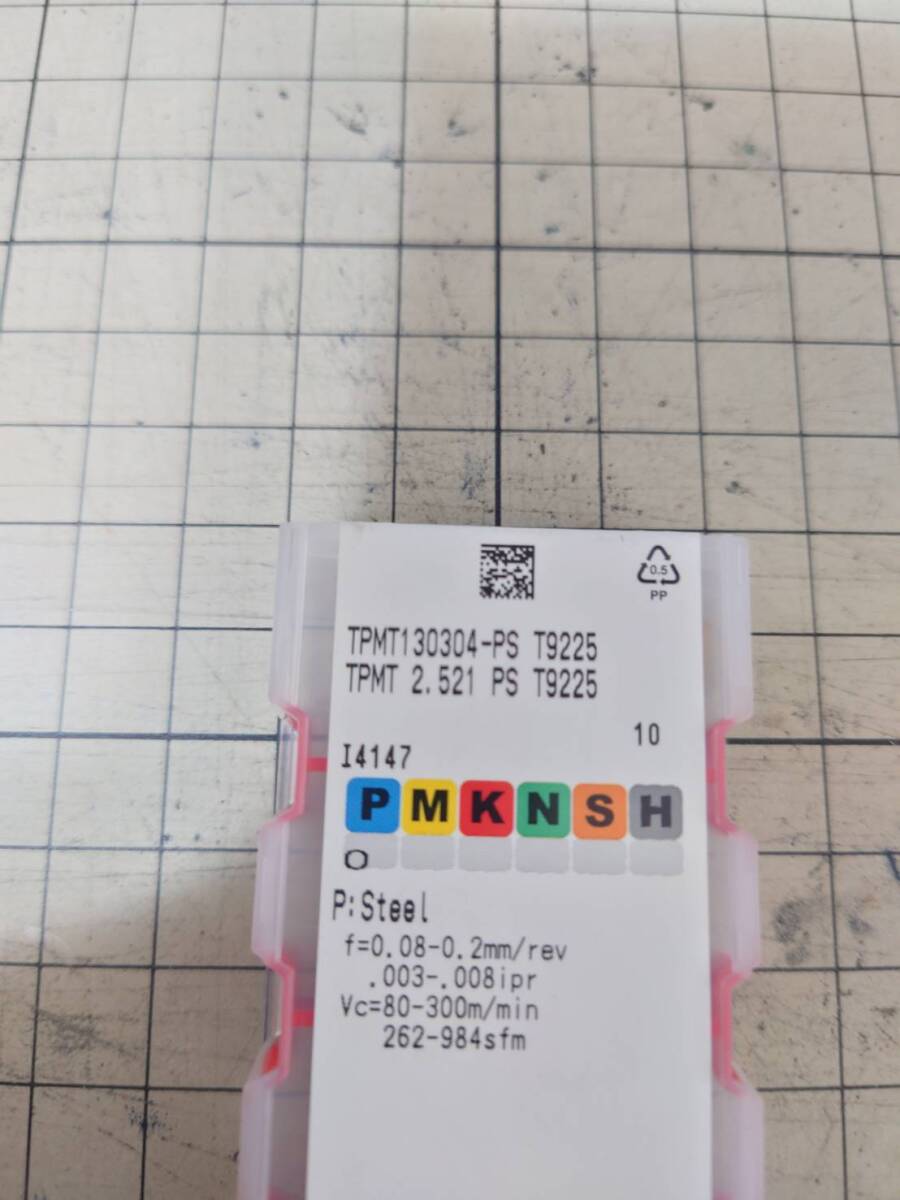 0.5
PP
TPMT130304-PS T9225
TPMT 2.521 PS T9225
10
I4147
P M K N S H
O
P:Steel
f=0.08-0.2mm/rev
.003-.008ipr
Vc=80-300m/min
262-984sfm